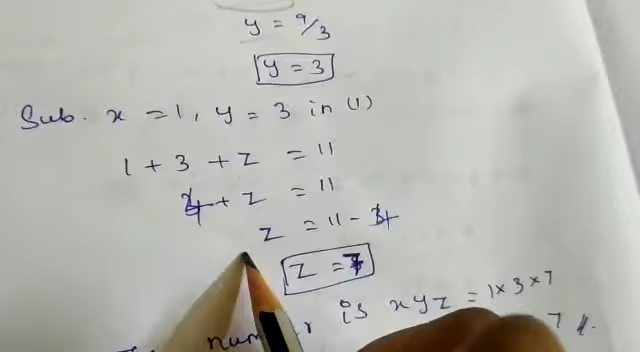 y = 9/3
y = 3
Sub. x = 1, y = 3 in (1)
1 + 3 + z = 11
4 + z = 11
z = 11 - 4
z = 7
is xyz = 1 x 3 x 7
7